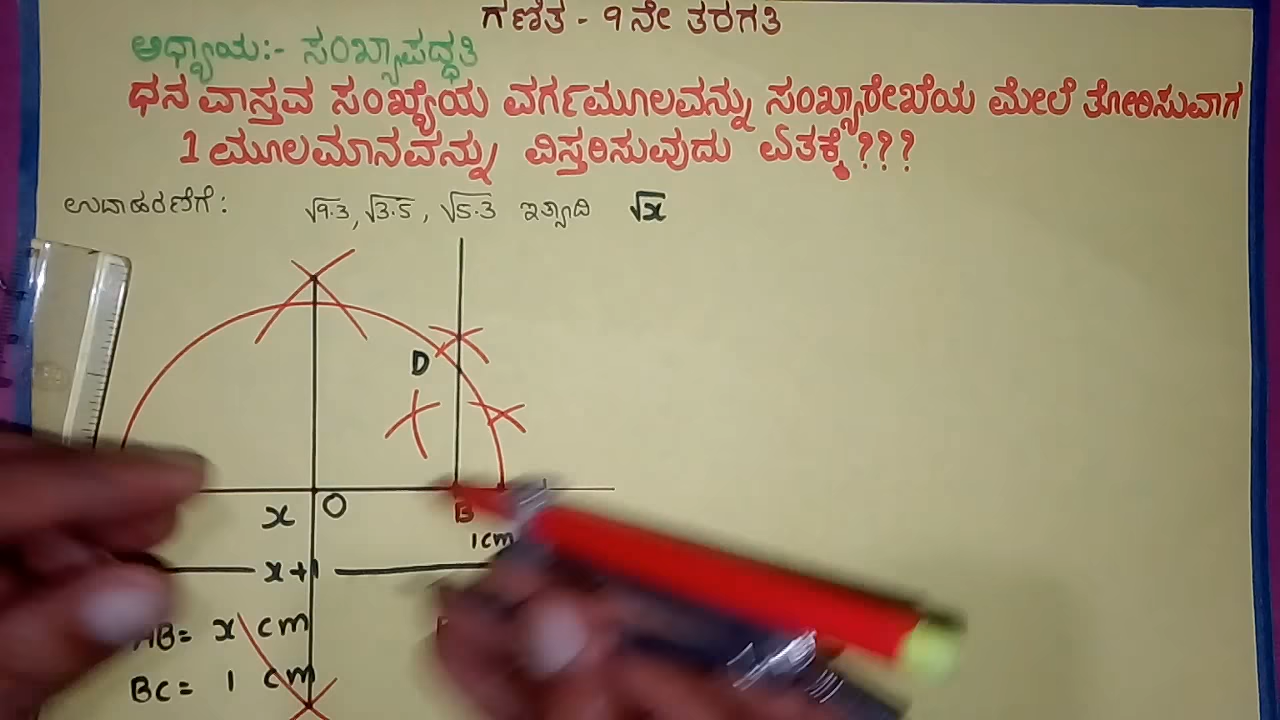 ಗಣಿತ - 9ನೇ ತರಗತಿ
ಅಧ್ಯಾಯ:- ಸಂಖ್ಯಾಪದ್ಧತಿ
ಧನ ವಾಸ್ತವ ಸಂಖ್ಯೆಯ ವರ್ಗಮೂಲವನ್ನು ಸಂಖ್ಯಾರೇಖೆಯ ಮೇಲೆ ತೋರಿಸುವಾಗ
1 ಮೂಲಮಾನವನ್ನು ವಿಸ್ತರಿಸುವುದು ಏತಕ್ಕೆ???
ಉದಾಹರಣೆಗೆ: √9.3, √3.5, √5.3 ಇತ್ಯಾದಿ √x
D
x O B
1cm
x+1
AB= x cm
BC= 1 cm